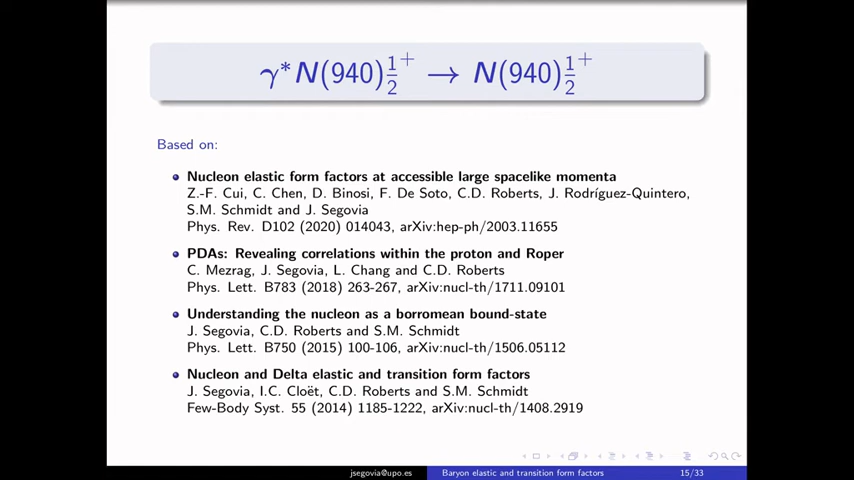 γ*N(940)½⁺ → N(940)½⁺
Based on:
Nucleon elastic form factors at accessible large spacelike momenta
Z.-F. Cui, C. Chen, D. Binosi, F. De Soto, C.D. Roberts, J. Rodríguez-Quintero,
S.M. Schmidt and J. Segovia
Phys. Rev. D102 (2020) 014043, arXiv:hep-ph/2003.11655
PDAs: Revealing correlations within the proton and Roper
C. Mezrag, J. Segovia, L. Chang and C.D. Roberts
Phys. Lett. B783 (2018) 263-267, arXiv:nucl-th/1711.09101
Understanding the nucleon as a borromean bound-state
J. Segovia, C.D. Roberts and S.M. Schmidt
Phys. Lett. B750 (2015) 100-106, arXiv:nucl-th/1506.05112
Nucleon and Delta elastic and transition form factors
J. Segovia, I.C. Cloët, C.D. Roberts and S.M. Schmidt
Few-Body Syst. 55 (2014) 1185-1222, arXiv:nucl-th/1408.2919
jsegovia@upo.es Baryon elastic and transition form factors 15/33